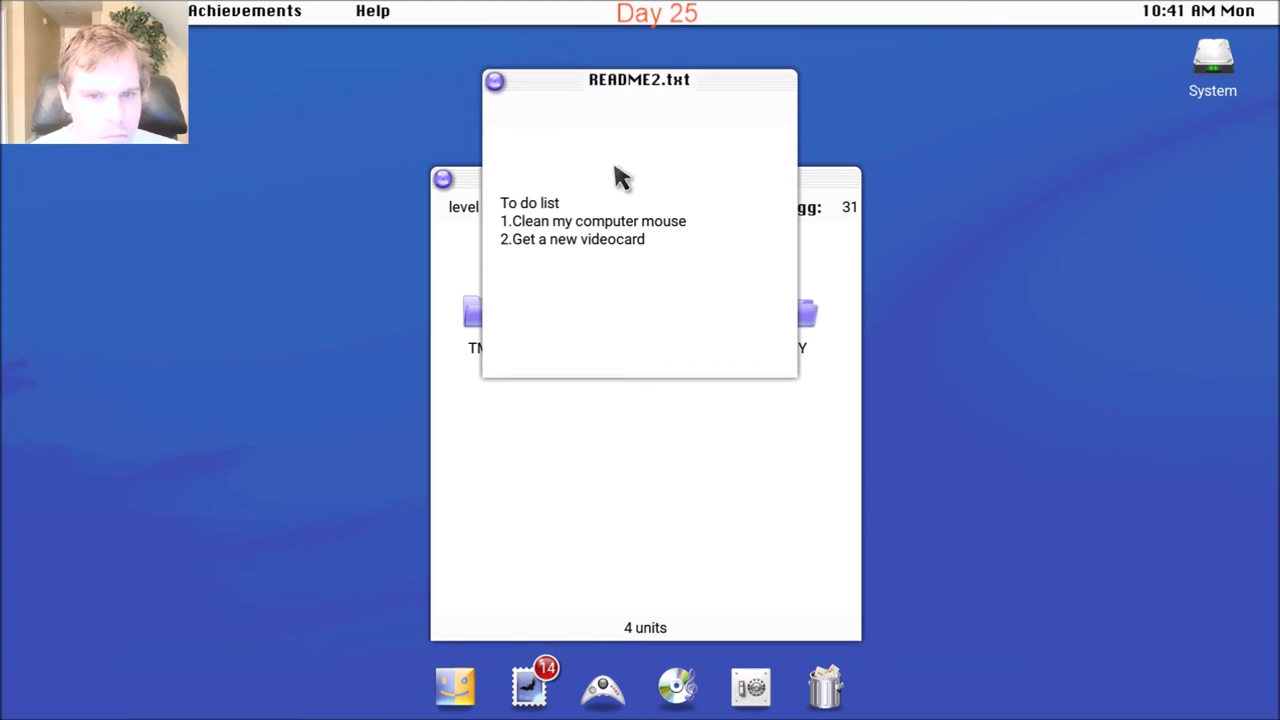 Achievements Help Day 25 10:41 AM Mon
System
README2.txt
To do list
1.Clean my computer mouse
2.Get a new videocard
level
gg: 31
TM
Y
4 units
14